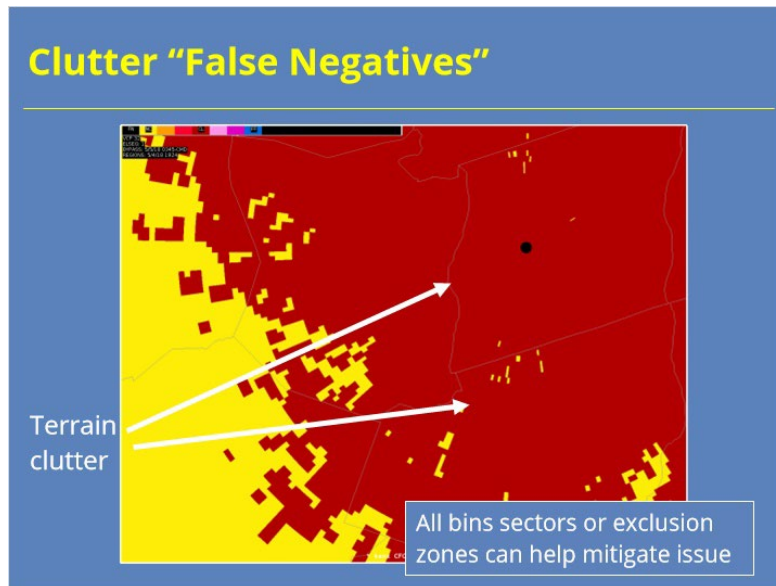 Clutter “False Negatives”
Terrain
clutter
All bins sectors or exclusion
zones can help mitigate issue